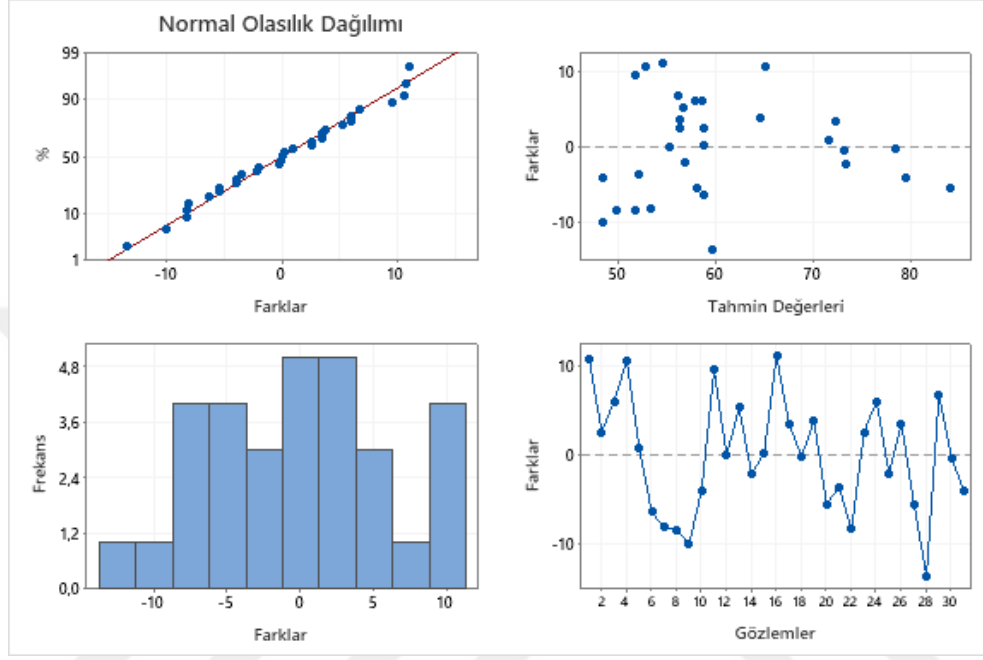 Normal Olasılık Dağılımı
99
90
50
10
1
%
-10 0 10
Farklar
10
0
-10
Farklar
50 60 70 80
Tahmin Değerleri
4,8
3,6
2,4
1,2
0,0
Frekans
-10 -5 0 5 10
Farklar
10
0
-10
Farklar
2 4 6 8 10 12 14 16 18 20 22 24 26 28 30
Gözlemler